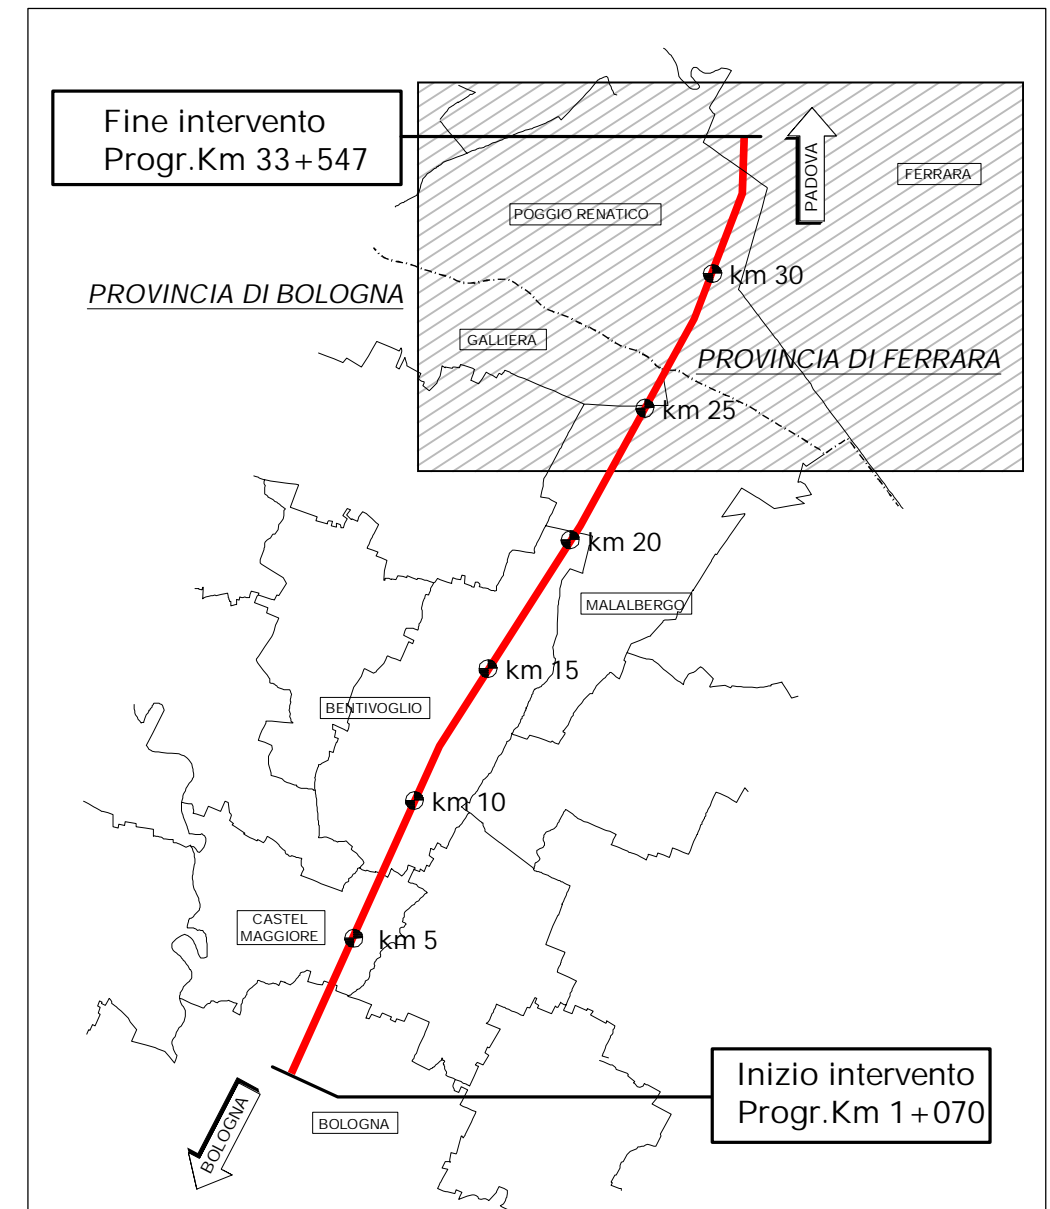 Fine intervento
Progr.Km 33+547
PADOVA
FERRARA
POGGIO RENATICO
km 30
PROVINCIA DI BOLOGNA
GALLIERA
PROVINCIA DI FERRARA
km 25
km 20
MALALBERGO
km 15
BENTIVOGLIO
km 10
CASTEL
MAGGIORE
km 5
Inizio intervento
Progr.Km 1+070
BOLOGNA
BOLOGNA